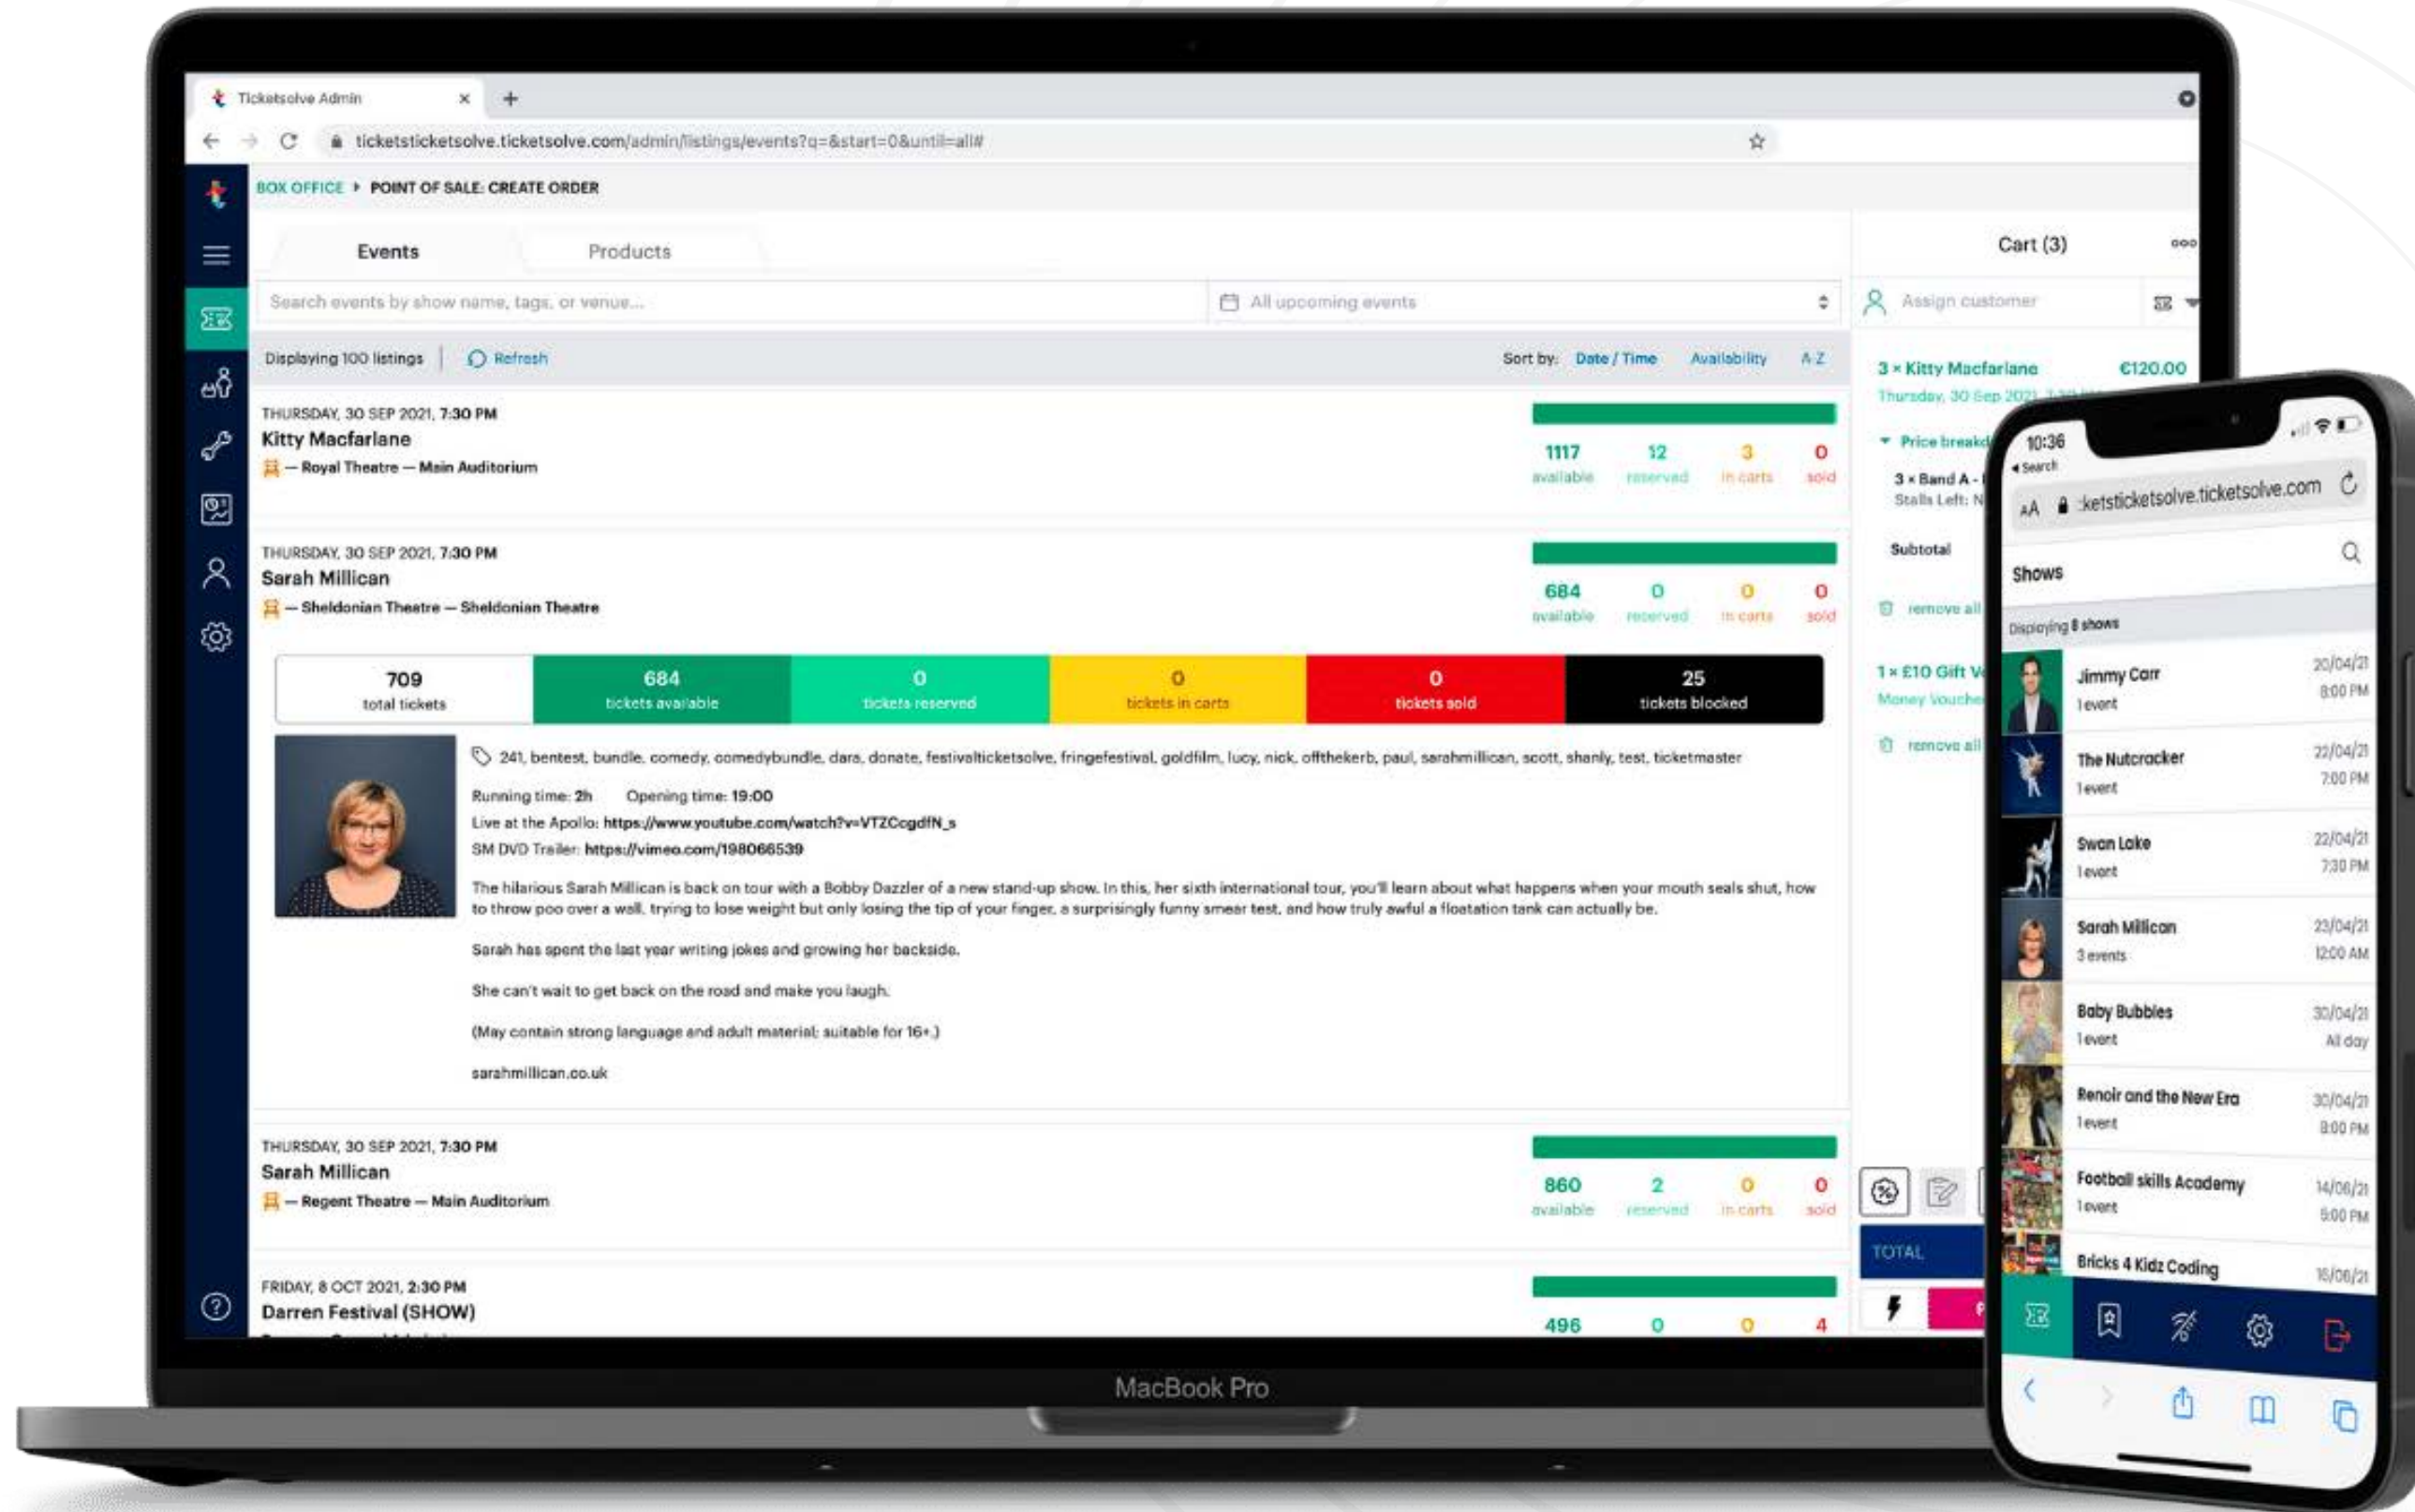 Ticketsolve Admin
ticketsticketsolve.ticketsolve.com/admin/listings/events?q=&start=0&until=all#
BOX OFFICE POINT OF SALE: CREATE ORDER
Events Products
Search events by show name, tags, or venue... All upcoming events
Displaying 100 listings Refresh Sort by: Date / Time Availability A-Z
THURSDAY, 30 SEP 2021, 7:30 PM
Kitty Macfarlane
— Royal Theatre — Main Auditorium
1117 12 3 0
available reserved in carts sold
THURSDAY, 30 SEP 2021, 7:30 PM
Sarah Millican
— Sheldonian Theatre — Sheldonian Theatre
684 0 0 0
available reserved in carts sold
709 684 0 0 0 25
total tickets tickets available tickets reserved tickets in carts tickets sold tickets blocked
241, bentest, bundle, comedy, comedybundle, dara, donate, festivalticketsolve, fringefestival, goldfilm, lucy, nick, offthekerb, paul, sarahmillican, scott, shanly, test, ticketmaster
Running time: 2h Opening time: 19:00
Live at the Apollo: https://www.youtube.com/watch?v=VTZCcgdfN_s
SM DVD Trailer: https://vimeo.com/198066539
The hilarious Sarah Millican is back on tour with a Bobby Dazzler of a new stand-up show. In this, her sixth international tour, you'll learn about what happens when your mouth seals shut, how
to throw poo over a wall, trying to lose weight but only losing the tip of your finger, a surprisingly funny smear test, and how truly awful a floatation tank can actually be.
Sarah has spent the last year writing jokes and growing her backside.
She can't wait to get back on the road and make you laugh.
(May contain strong language and adult material; suitable for 16+.)
sarahmillican.co.uk
THURSDAY, 30 SEP 2021, 7:30 PM
Sarah Millican
— Regent Theatre — Main Auditorium
860 2 0 0
available reserved in carts sold
FRIDAY, 8 OCT 2021, 2:30 PM
Darren Festival (SHOW)
496 0 0 4
Cart (3)
Assign customer
3 × Kitty Macfarlane €120.00
Thursday, 30 Sep 2021,
Price
3 × Band A -
Stalls Left:
Subtotal
remove all
1 × £10 Gift
Money
remove all
TOTAL
MacBook Pro
10:36
Search
AA :ketsticketsolve.ticketsolve.com
Shows
Displaying 8 shows
Jimmy Carr 20/04/21
1 event 8:00 PM
The Nutcracker 22/04/21
1 event 7:00 PM
Swan Lake 22/04/21
1 event 7:30 PM
Sarah Millican 23/04/21
3 events 12:00 AM
Baby Bubbles 30/04/21
1 event All day
Renoir and the New Era 30/04/21
1 event 8:00 PM
Football skills Academy 14/06/21
1 event 5:00 PM
Bricks 4 Kidz Coding 16/06/21